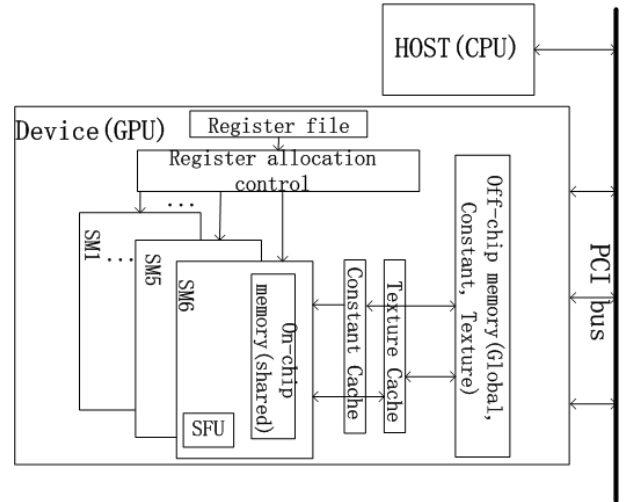 HOST(CPU)
Device(GPU)
Register file
Register allocation
control
...
SM1
...
SM5
SM6
On-chip
memory(shared)
SFU
Constant Cache
Texture Cache
Off-chip memory(Global,
Constant, Texture)
PCI bus